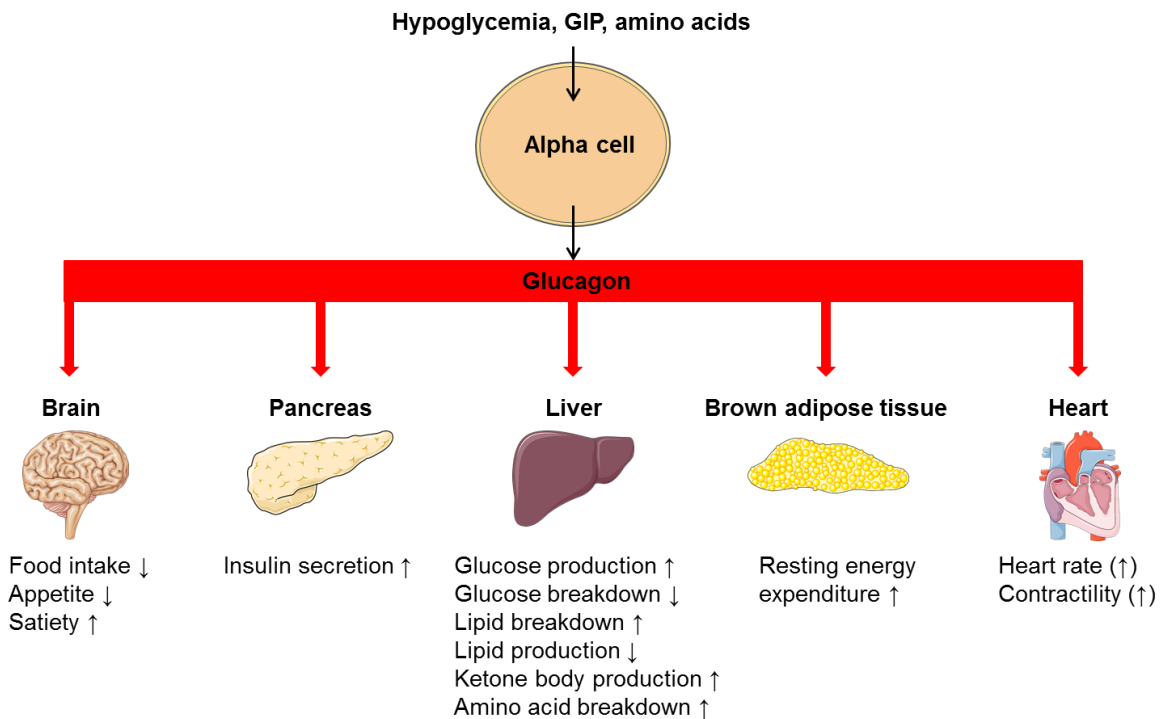 Hypoglycemia, GIP, amino acids
Alpha cell
Glucagon
Brain
Food intake ↓
Appetite ↓
Satiety ↑
Pancreas
Insulin secretion ↑
Liver
Glucose production ↑
Glucose breakdown ↓
Lipid breakdown ↑
Lipid production ↓
Ketone body production ↑
Amino acid breakdown ↑
Brown adipose tissue
Resting energy
expenditure ↑
Heart
Heart rate (↑)
Contractility (↑)